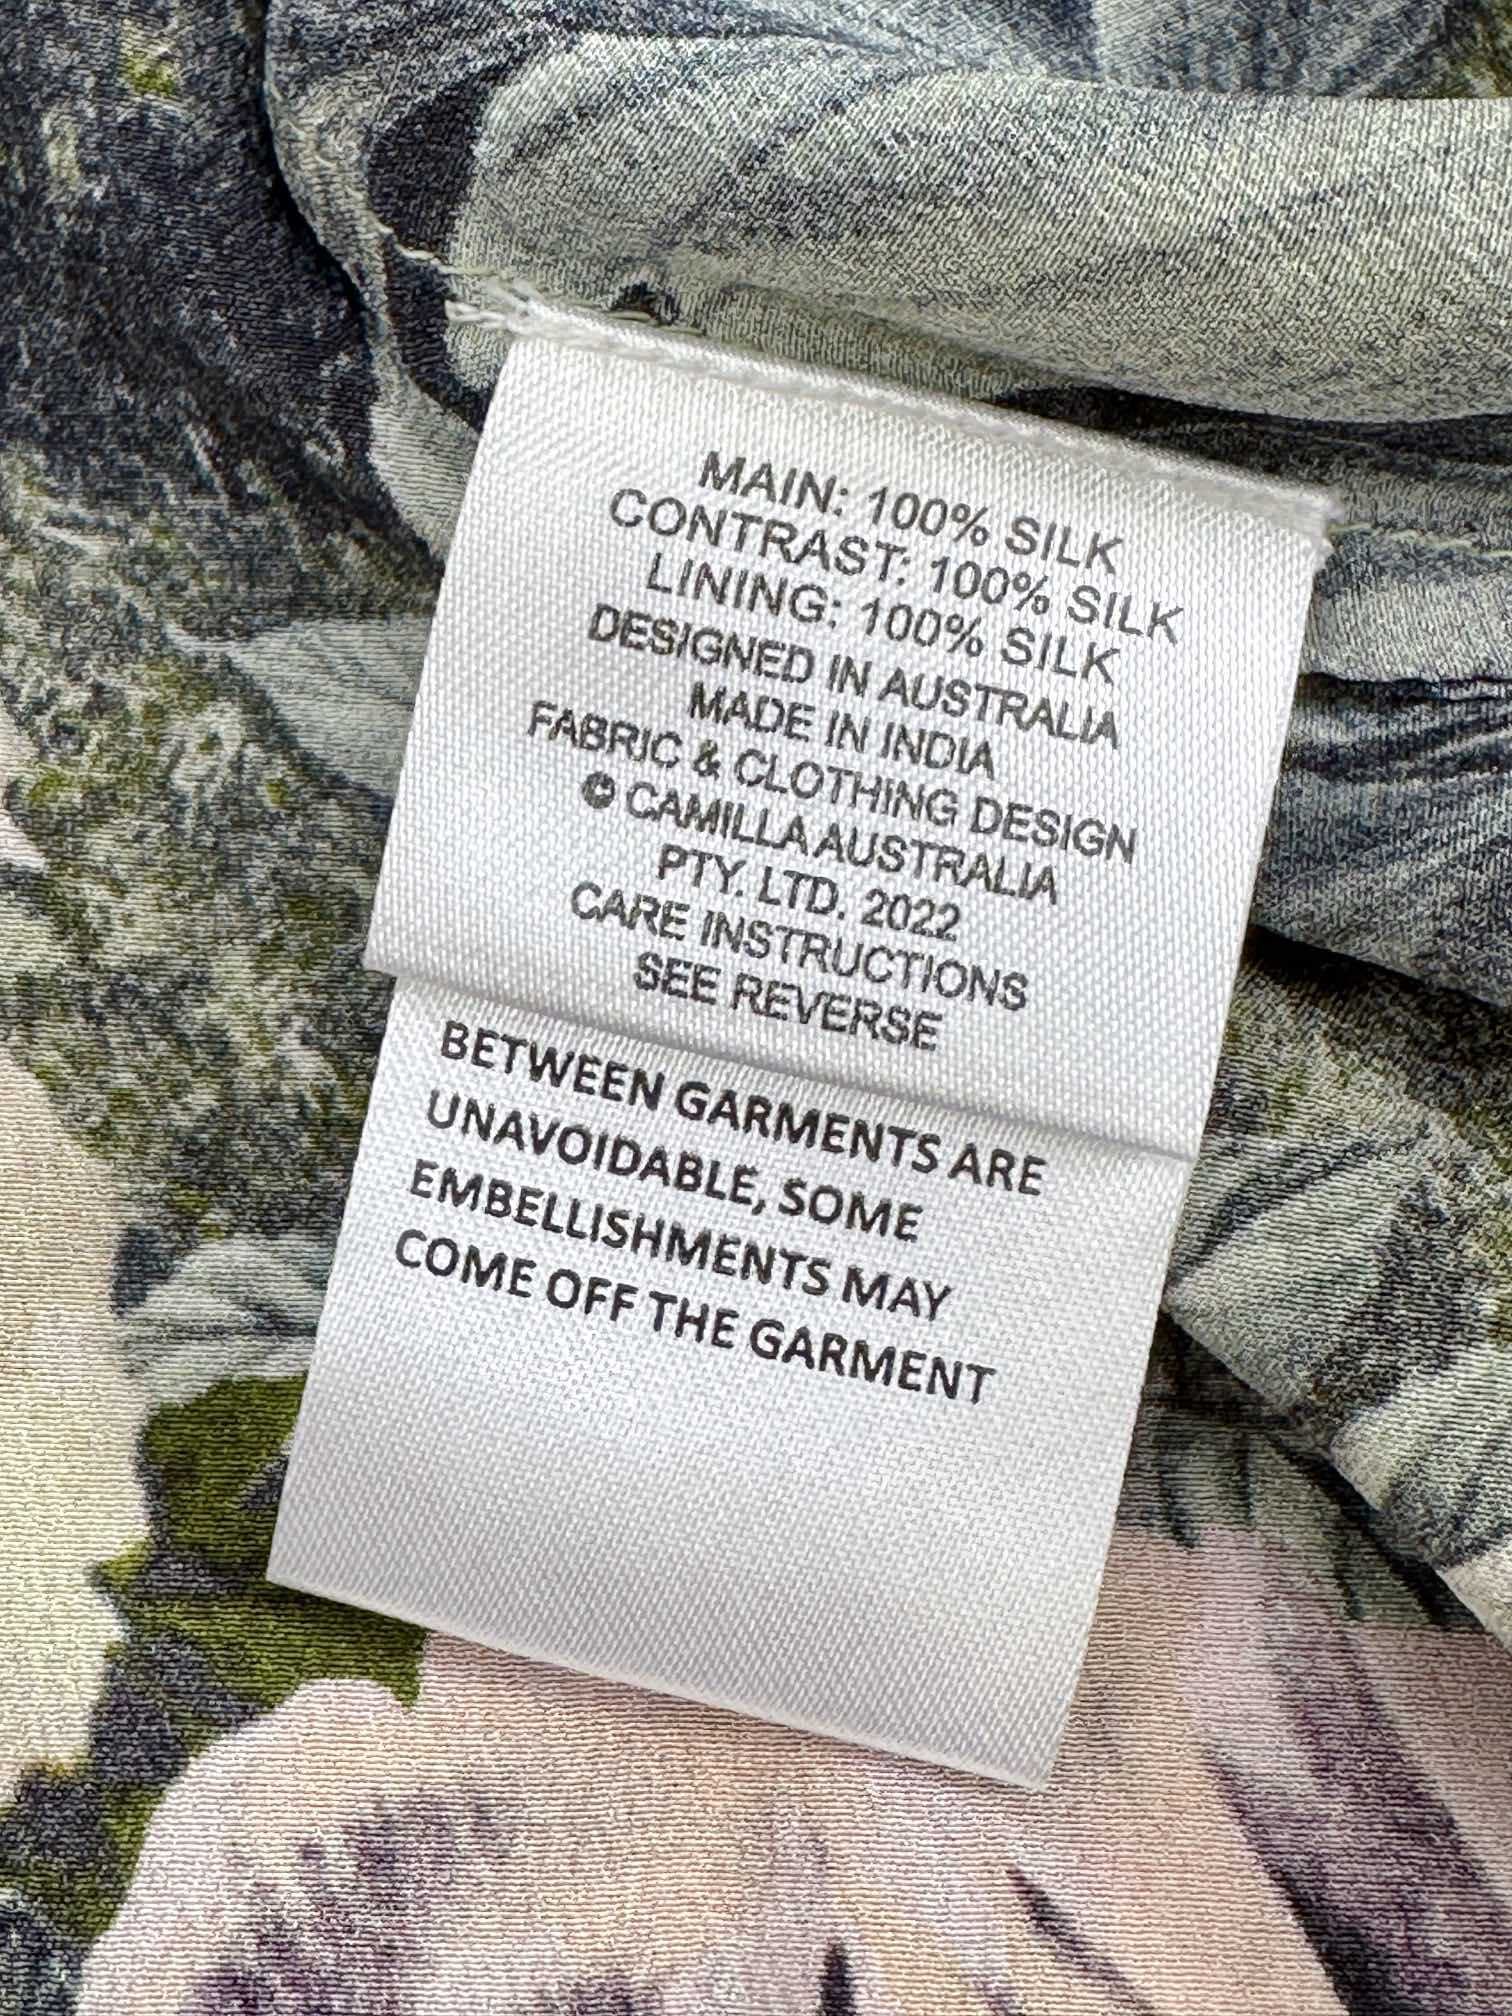 MAIN: 100% SILK
CONTRAST: 100% SILK
LINING: 100% SILK
DESIGNED IN AUSTRALIA
MADE IN INDIA
FABRIC & CLOTHING DESIGN
© CAMILLA AUSTRALIA
PTY. LTD. 2022
CARE INSTRUCTIONS
SEE REVERSE
BETWEEN GARMENTS ARE
UNAVOIDABLE, SOME
EMBELLISHMENTS MAY
COME OFF THE GARMENT